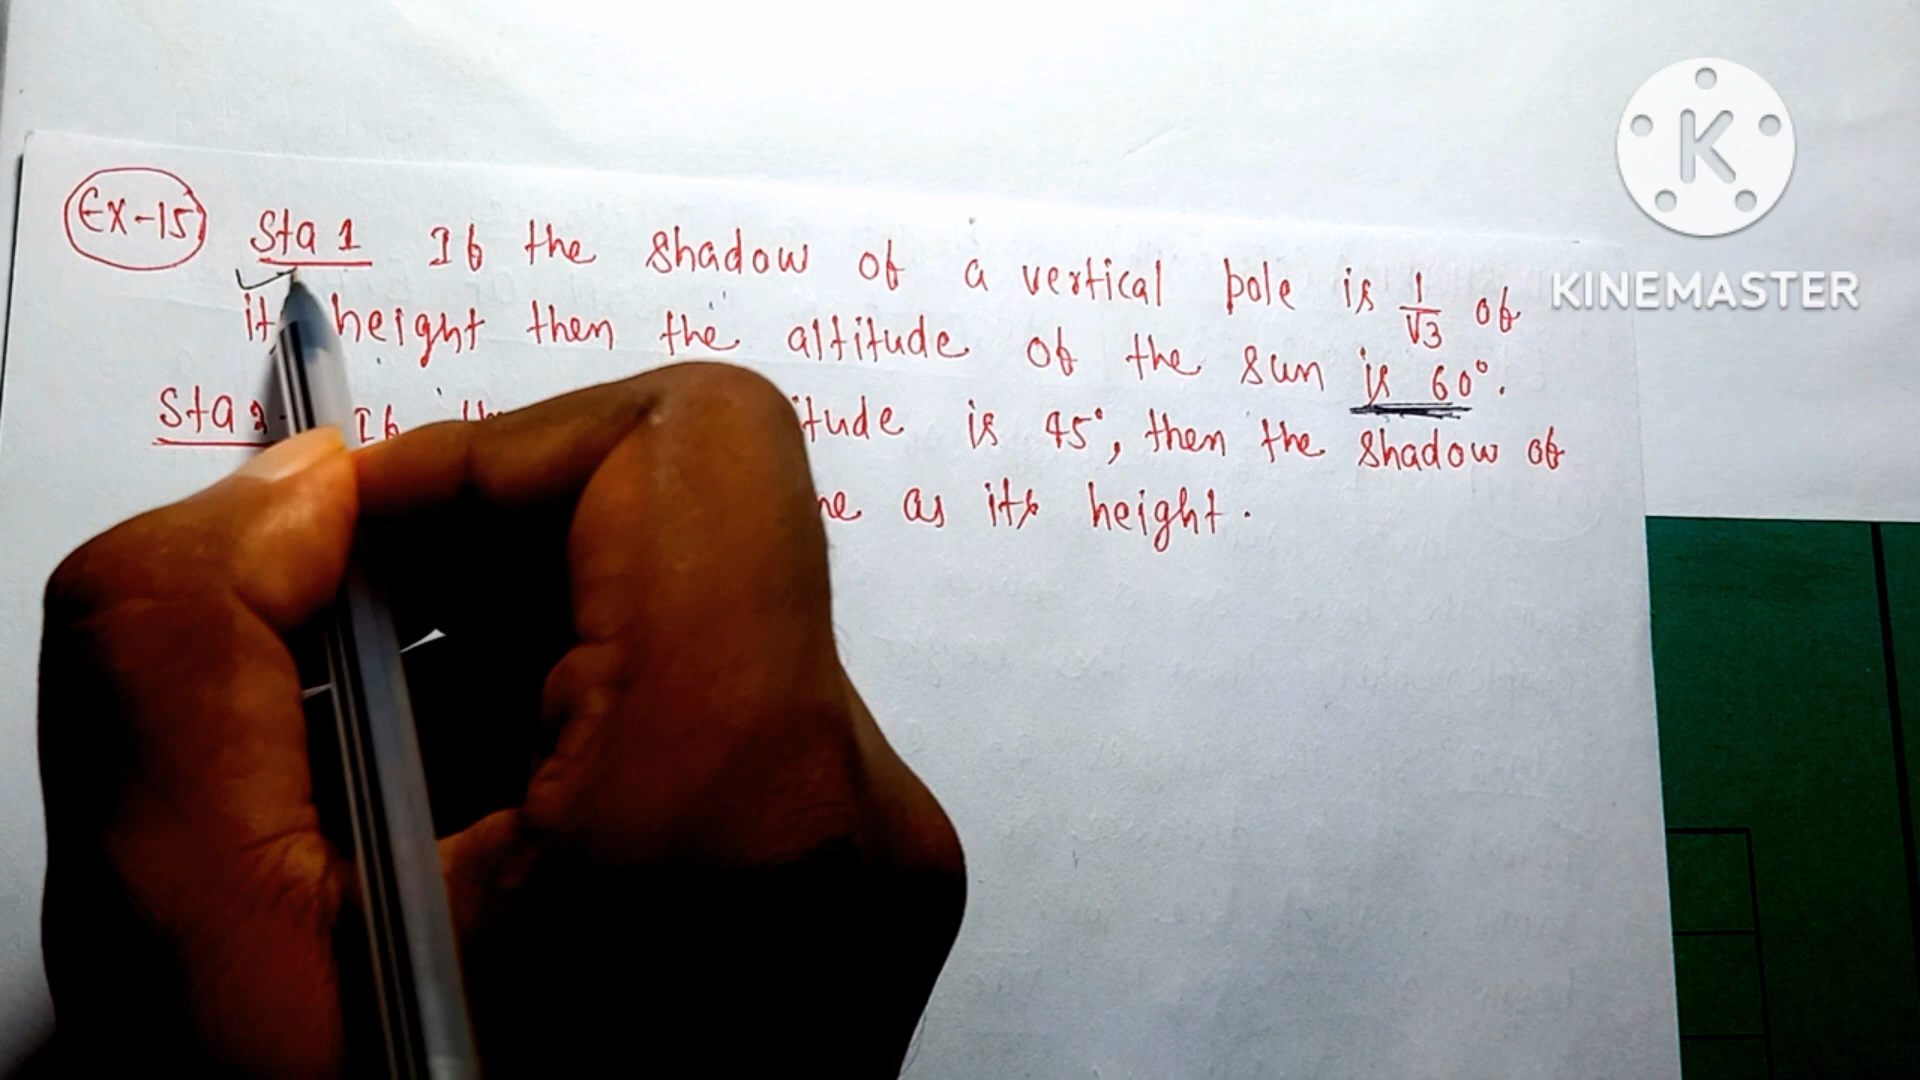 Ex-15 Sta 1 If the shadow of a vertical pole is 1/√3 of
its height then the altitude of the sun is 60°.
Sta 2 If is 45°, then the shadow of
as its height.
K
KINEMASTER